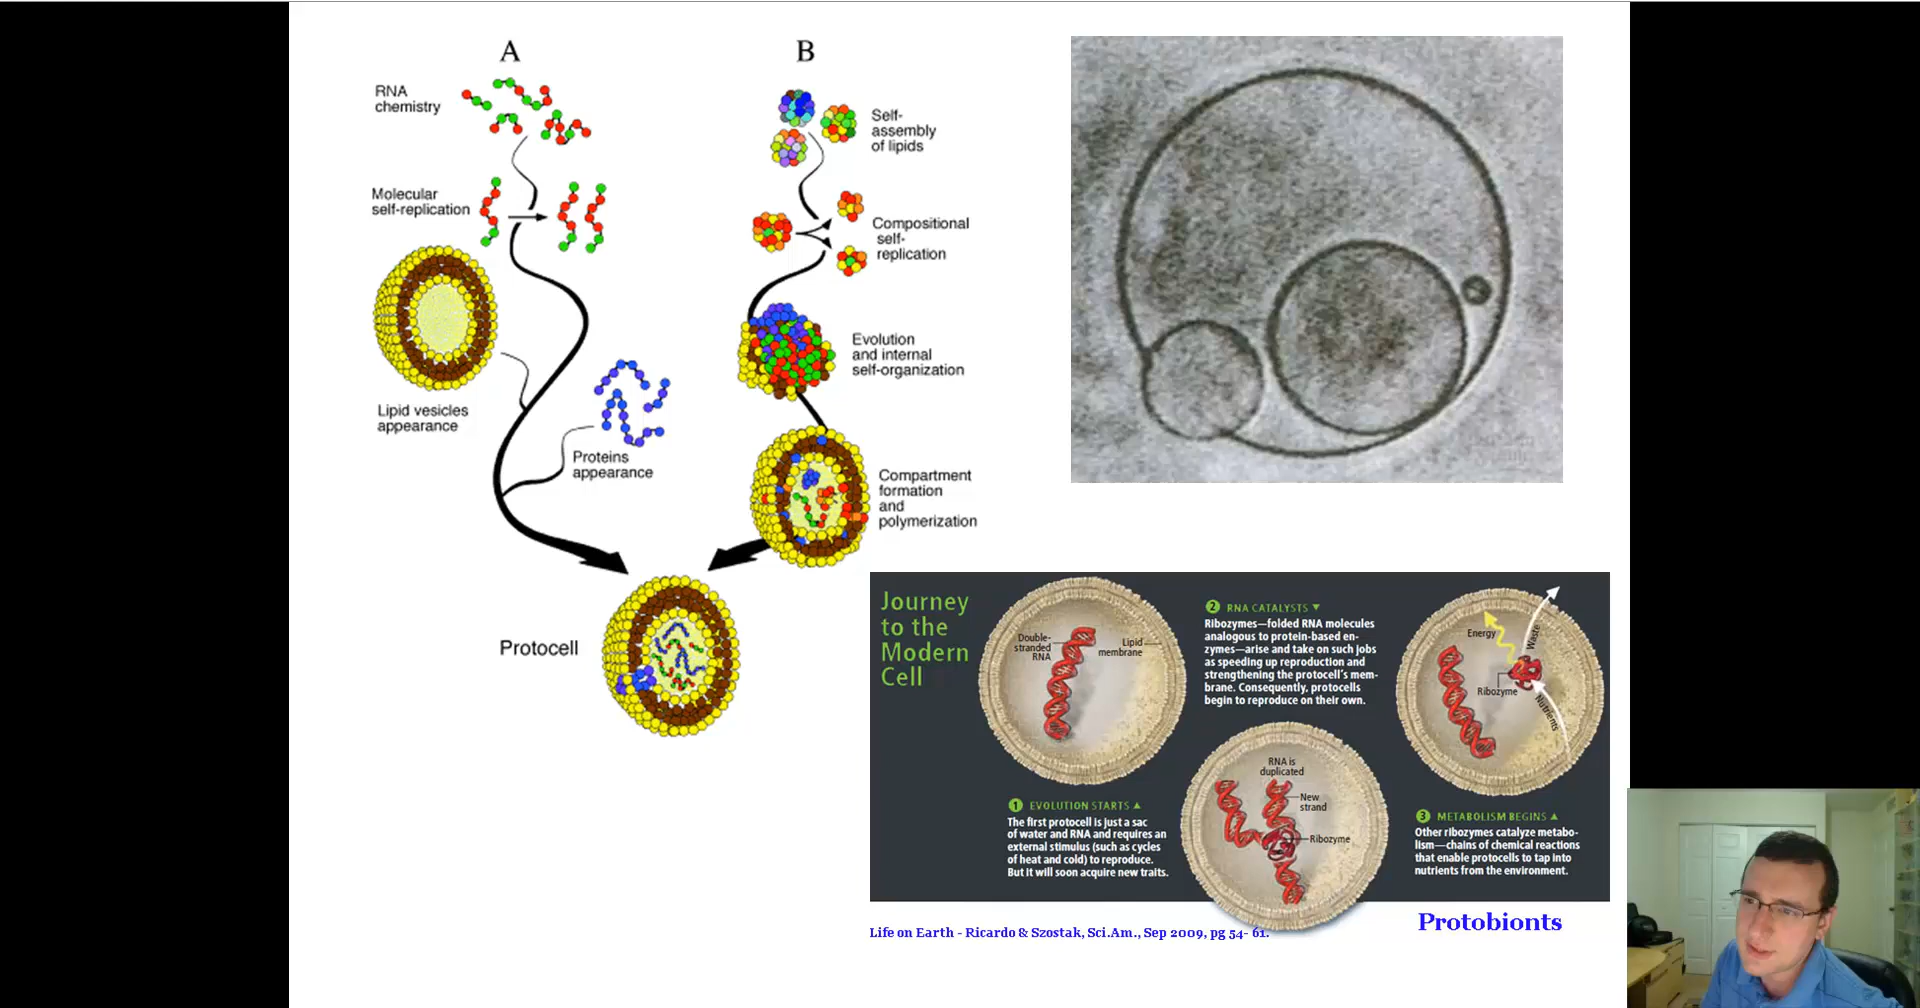 A
RNA
chemistry
Molecular
self-replication
Lipid vesicles
appearance
Proteins
appearance
B
Self-
assembly
of lipids
Compositional
self-
replication
Evolution
and internal
self-organization
Compartment
formation
and
polymerization
Protocell
Journey
to the
Modern
Cell
Double-
stranded
RNA
Lipid
membrane
1 EVOLUTION STARTS ▲
The first protocell is just a sac
of water and RNA and requires an
external stimulus (such as cycles
of heat and cold) to reproduce.
But it will soon acquire new traits.
2 RNA CATALYSTS ▼
Ribozymes—folded RNA molecules
analogous to protein-based en-
zymes—arise and take on such jobs
as speeding up reproduction and
strengthening the protocell's mem-
brane. Consequently, protocells
begin to reproduce on their own.
RNA is
duplicated
New
strand
Ribozyme
Energy
Waste
Ribozyme
Nutrients
3 METABOLISM BEGINS ▲
Other ribozymes catalyze metabo-
lism—chains of chemical reactions
that enable protocells to tap into
nutrients from the environment.
Life on Earth - Ricardo & Szostak, Sci.Am., Sep 2009, pg 54- 61.
Protobionts